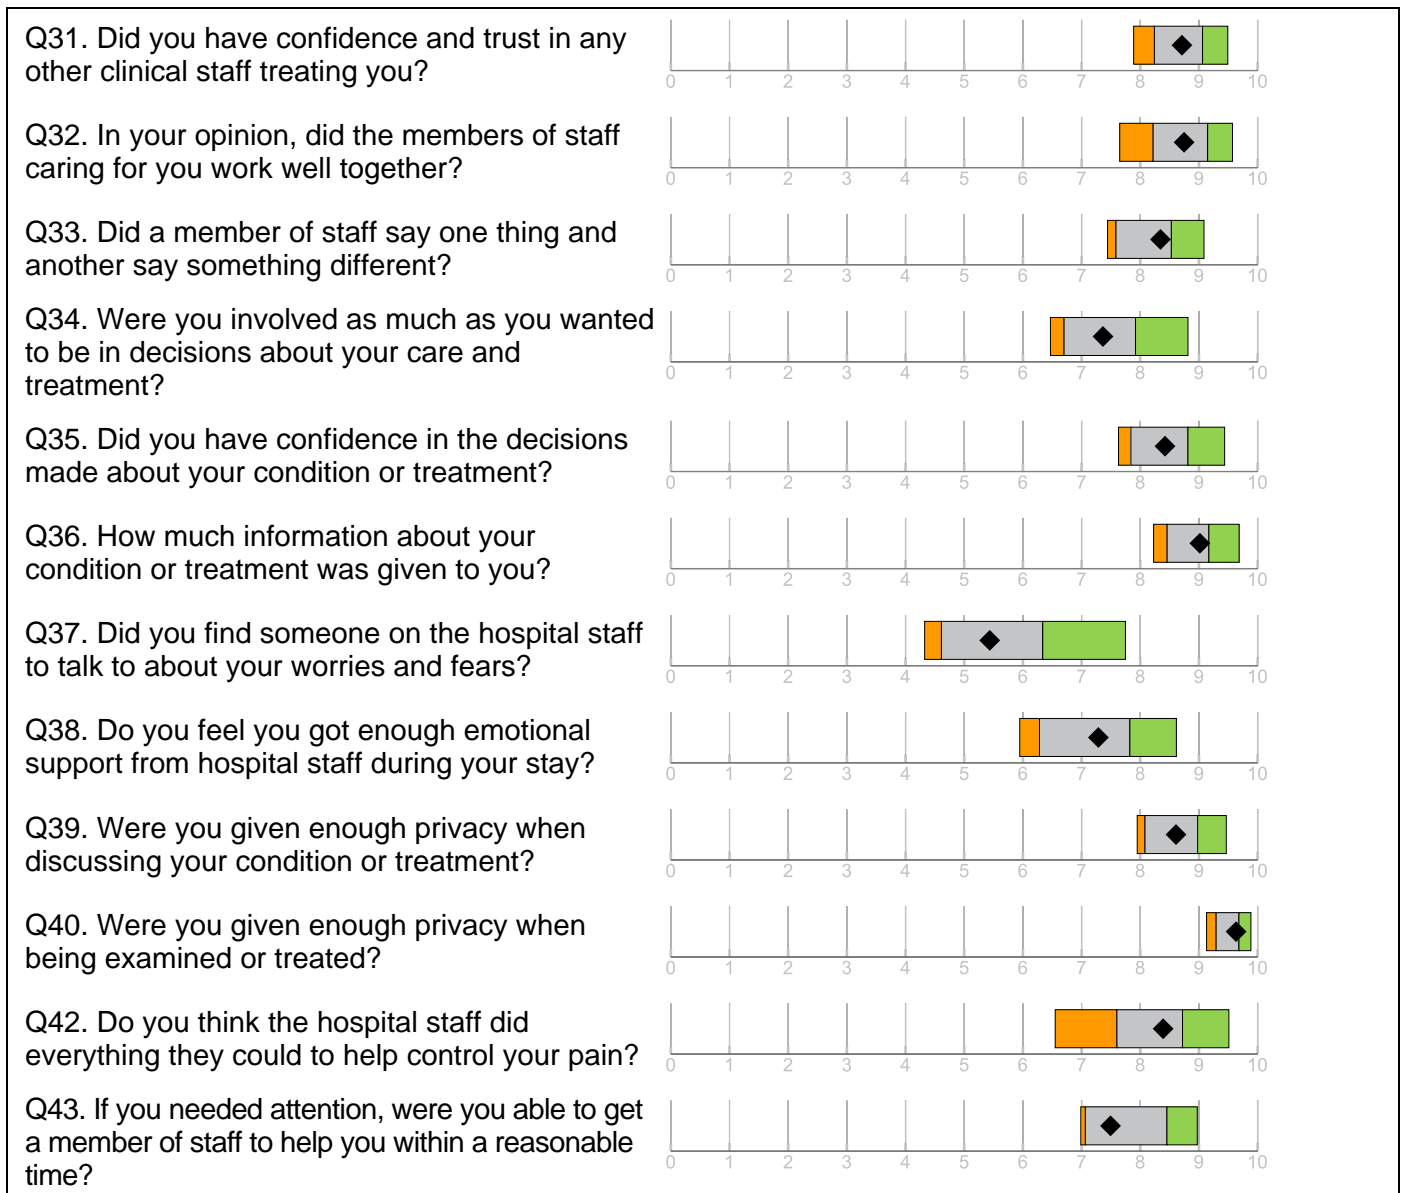 Q31. Did you have confidence and trust in any
other clinical staff treating you?
0 1 2 3 4 5 6 7 8 9 10
Q32. In your opinion, did the members of staff
caring for you work well together?
0 1 2 3 4 5 6 7 8 9 10
Q33. Did a member of staff say one thing and
another say something different?
0 1 2 3 4 5 6 7 8 9 10
Q34. Were you involved as much as you wanted
to be in decisions about your care and
treatment?
0 1 2 3 4 5 6 7 8 9 10
Q35. Did you have confidence in the decisions
made about your condition or treatment?
0 1 2 3 4 5 6 7 8 9 10
Q36. How much information about your
condition or treatment was given to you?
0 1 2 3 4 5 6 7 8 9 10
Q37. Did you find someone on the hospital staff
to talk to about your worries and fears?
0 1 2 3 4 5 6 7 8 9 10
Q38. Do you feel you got enough emotional
support from hospital staff during your stay?
0 1 2 3 4 5 6 7 8 9 10
Q39. Were you given enough privacy when
discussing your condition or treatment?
0 1 2 3 4 5 6 7 8 9 10
Q40. Were you given enough privacy when
being examined or treated?
0 1 2 3 4 5 6 7 8 9 10
Q42. Do you think the hospital staff did
everything they could to help control your pain?
0 1 2 3 4 5 6 7 8 9 10
Q43. If you needed attention, were you able to get
a member of staff to help you within a reasonable
time?
0 1 2 3 4 5 6 7 8 9 10